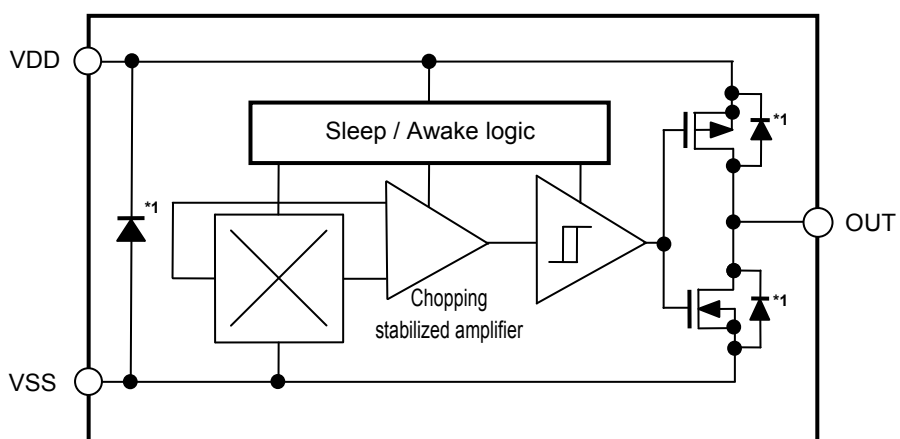 VDD
Sleep / Awake logic
*1
*1
OUT
Chopping
stabilized amplifier
*1
VSS